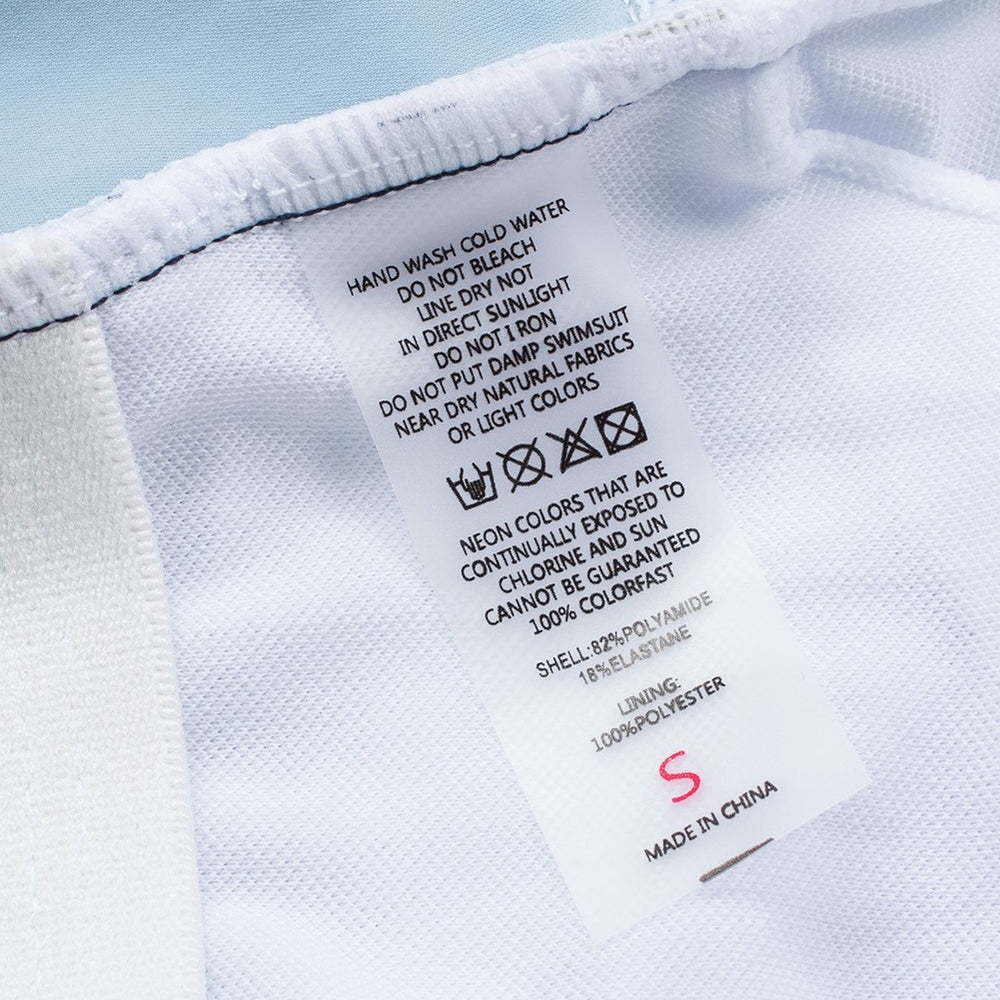 HAND WASH COLD WATER
DO NOT BLEACH
LINE DRY NOT
IN DIRECT SUNLIGHT
DO NOT IRON
DO NOT PUT DAMP SWIMSUIT
NEAR DRY NATURAL FABRICS
OR LIGHT COLORS
NEON COLORS THAT ARE
CONTINUALLY EXPOSED TO
CHLORINE AND SUN
CANNOT BE GUARANTEED
100% COLORFAST
SHELL:82%POLYAMIDE
18%ELASTANE
LINING:
100%POLYESTER
S
MADE IN CHINA